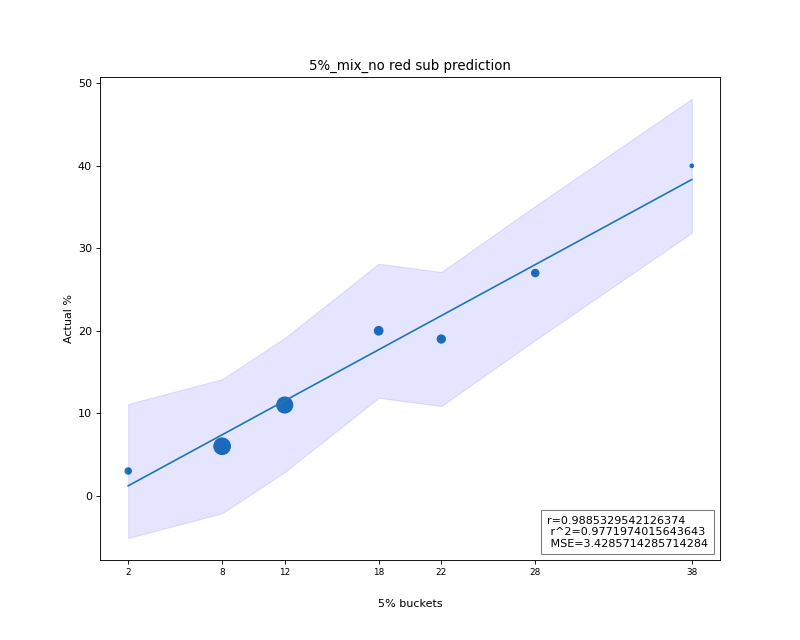 5%_mix_no red sub prediction
50
40
30
20
10
0
Actual %
r=0.9885329542126374
r^2=0.9771974015643643
MSE=3.4285714285714284
2 8 12 18 22 28 38
5% buckets